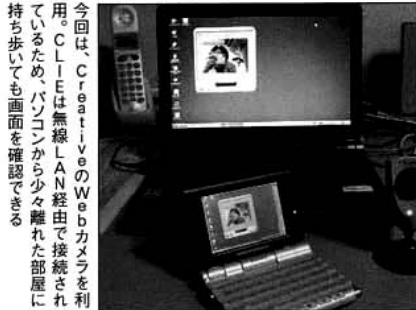 今回は、CreativeのWebカメラを利
用。CLIEは無線LAN経由で接続され
ているため、パソコンから少々離れた部屋に
持ち歩いても画面を確認できる